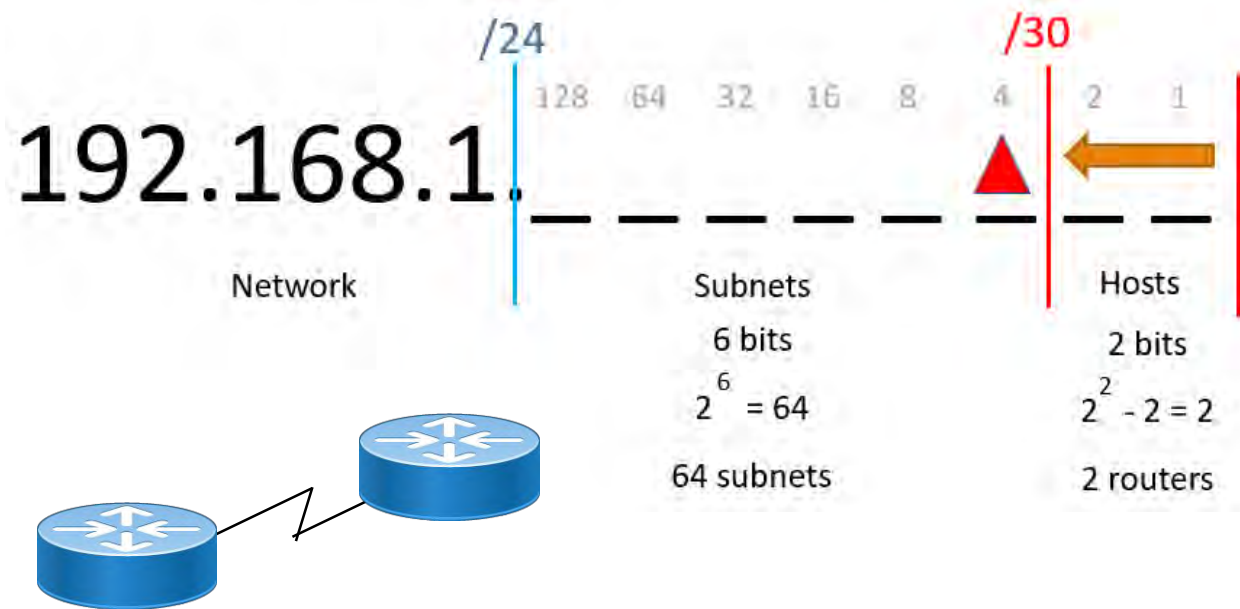 /24 /30
128 64 32 16 8 4 2 1
192.168.1.
Network Subnets Hosts
6 bits 2 bits
2^6 = 64 2^2 - 2 = 2
64 subnets 2 routers